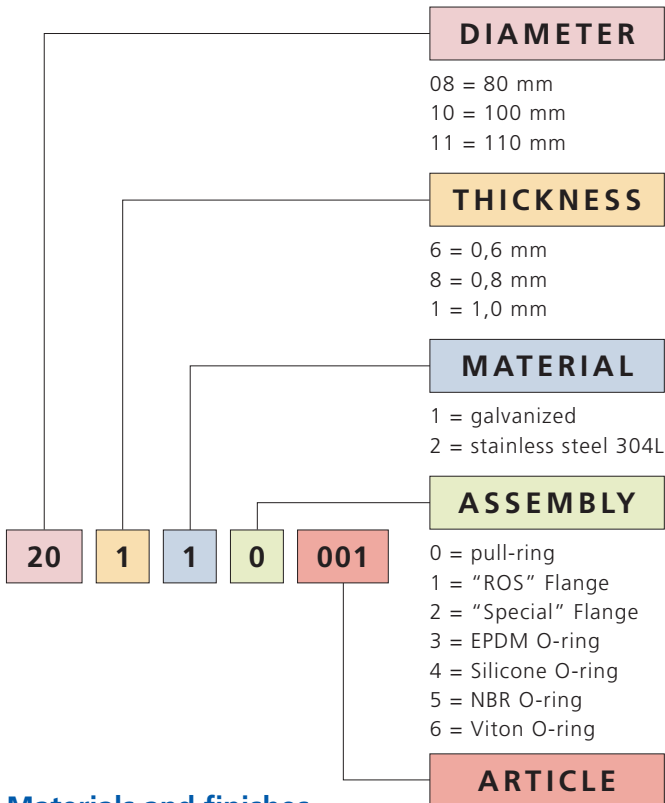 DIAMETER
08 = 80 mm
10 = 100 mm
11 = 110 mm
THICKNESS
6 = 0,6 mm
8 = 0,8 mm
1 = 1,0 mm
MATERIAL
1 = galvanized
2 = stainless steel 304L
ASSEMBLY
20 1 1 0 001
0 = pull-ring
1 = “ROS” Flange
2 = “Special” Flange
3 = EPDM O-ring
4 = Silicone O-ring
5 = NBR O-ring
6 = Viton O-ring
ARTICLE
Materials and finishes